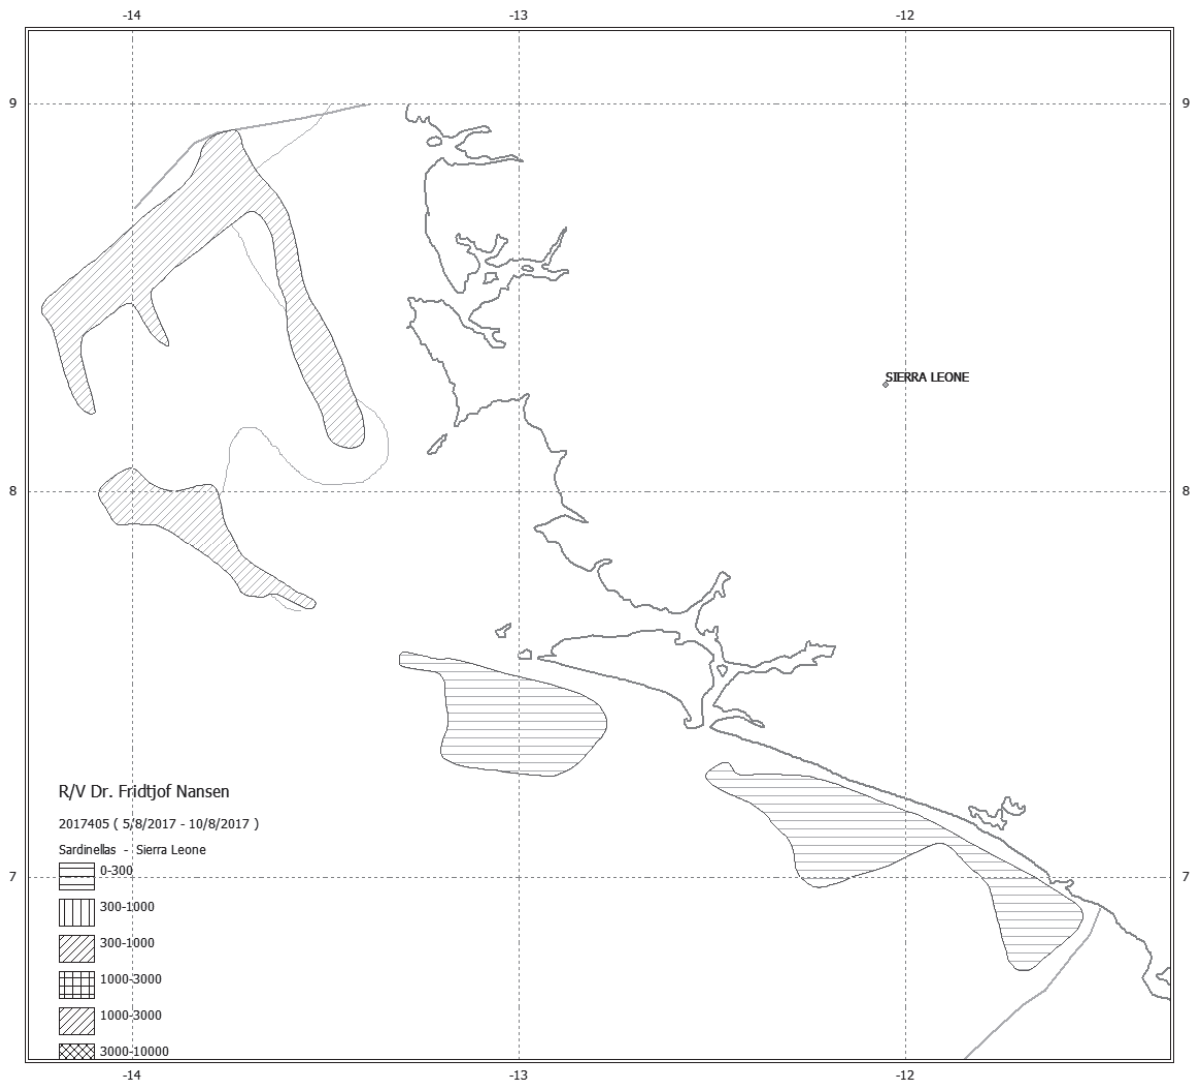 -14 -13 -12
9 9
SIERRA LEONE
8 8
R/V Dr. Fridtjof Nansen
2017405 ( 5/8/2017 - 10/8/2017 )
Sardinellas - Sierra Leone
0-300
7 7
300-1000
300-1000
1000-3000
1000-3000
3000-10000
-14 -13 -12